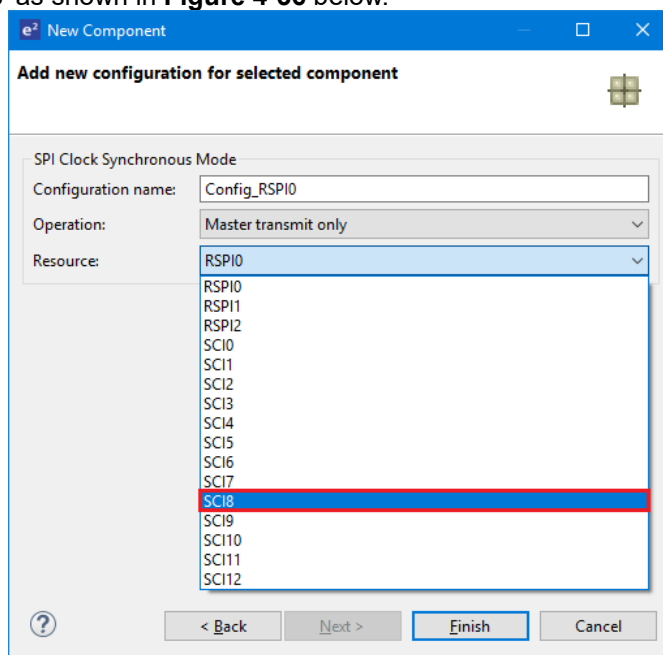 as shown in Figure 4-36 below.
e² New Component
Add new configuration for selected component
SPI Clock Synchronous Mode
Configuration name: Config_RSPI0
Operation: Master transmit only
Resource: RSPI0
RSPI0
RSPI1
RSPI2
SCI0
SCI1
SCI2
SCI3
SCI4
SCI5
SCI6
SCI7
SCI8
SCI9
SCI10
SCI11
SCI12
? < Back Next > Finish Cancel